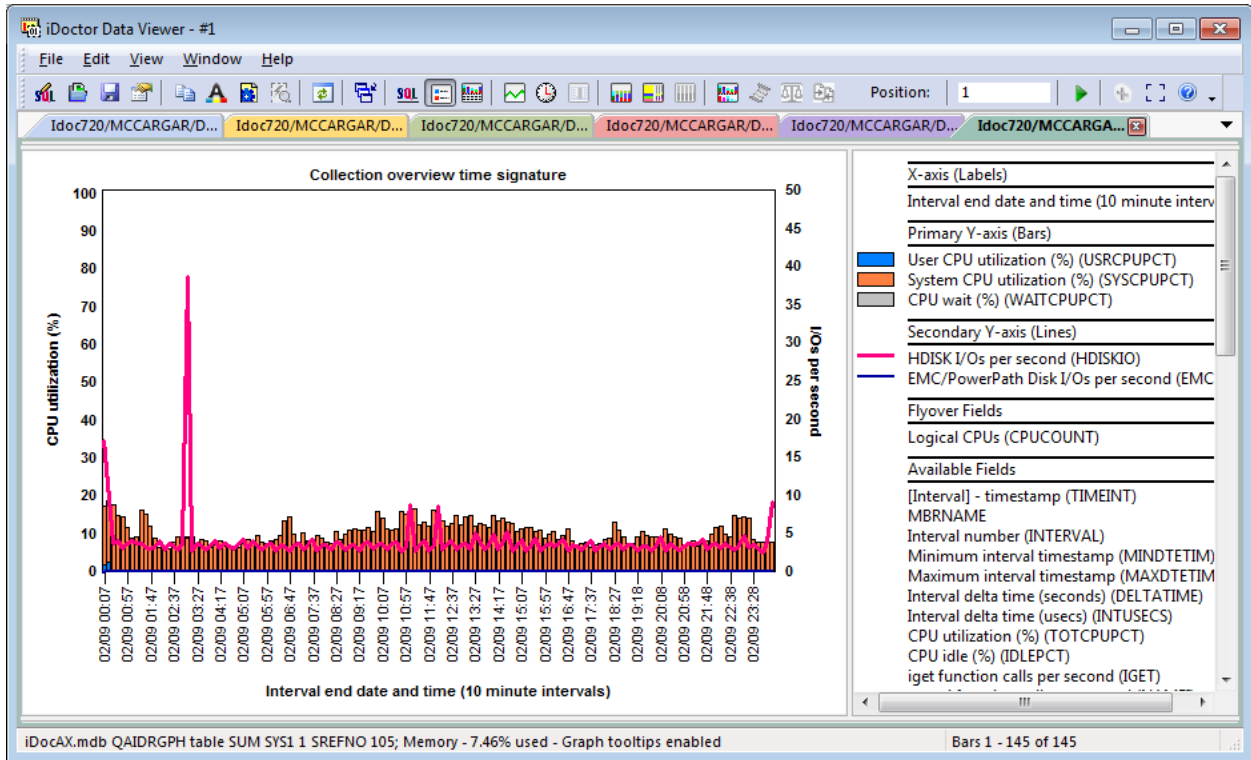 iDoctor Data Viewer - #1
File Edit View Window Help
SQL Position: 1
Idoc720/MCCARGAR/D... Idoc720/MCCARGAR/D... Idoc720/MCCARGAR/D... Idoc720/MCCARGAR/D... Idoc720/MCCARGAR/D... Idoc720/MCCARGA...
Collection overview time signature
CPU utilization (%)
100
90
80
70
60
50
40
30
20
10
0
50
45
40
35
30
25
20
15
10
5
0
I/Os per second
02/09 00:07
02/09 00:57
02/09 01:47
02/09 02:37
02/09 03:27
02/09 04:17
02/09 05:07
02/09 05:57
02/09 06:47
02/09 07:37
02/09 08:27
02/09 09:17
02/09 10:07
02/09 10:57
02/09 11:47
02/09 12:37
02/09 13:27
02/09 14:17
02/09 15:07
02/09 15:57
02/09 16:47
02/09 17:37
02/09 18:27
02/09 19:18
02/09 20:08
02/09 20:58
02/09 21:48
02/09 22:38
02/09 23:28
Interval end date and time (10 minute intervals)
X-axis (Labels)
Interval end date and time (10 minute interv
Primary Y-axis (Bars)
User CPU utilization (%) (USRCPUPCT)
System CPU utilization (%) (SYSCPUPCT)
CPU wait (%) (WAITCPUPCT)
Secondary Y-axis (Lines)
HDISK I/Os per second (HDISKIO)
EMC/PowerPath Disk I/Os per second (EMC
Flyover Fields
Logical CPUs (CPUCOUNT)
Available Fields
[Interval] - timestamp (TIMEINT)
MBRNAME
Interval number (INTERVAL)
Minimum interval timestamp (MINDTETIM)
Maximum interval timestamp (MAXDTETIM
Interval delta time (seconds) (DELTATIME)
Interval delta time (usecs) (INTUSECS)
CPU utilization (%) (TOTCPUPCT)
CPU idle (%) (IDLEPCT)
iget function calls per second (IGET)
iDocAX.mdb QAIDRGPH table SUM SYS1 1 SREFNO 105; Memory - 7.46% used - Graph tooltips enabled
Bars 1 - 145 of 145